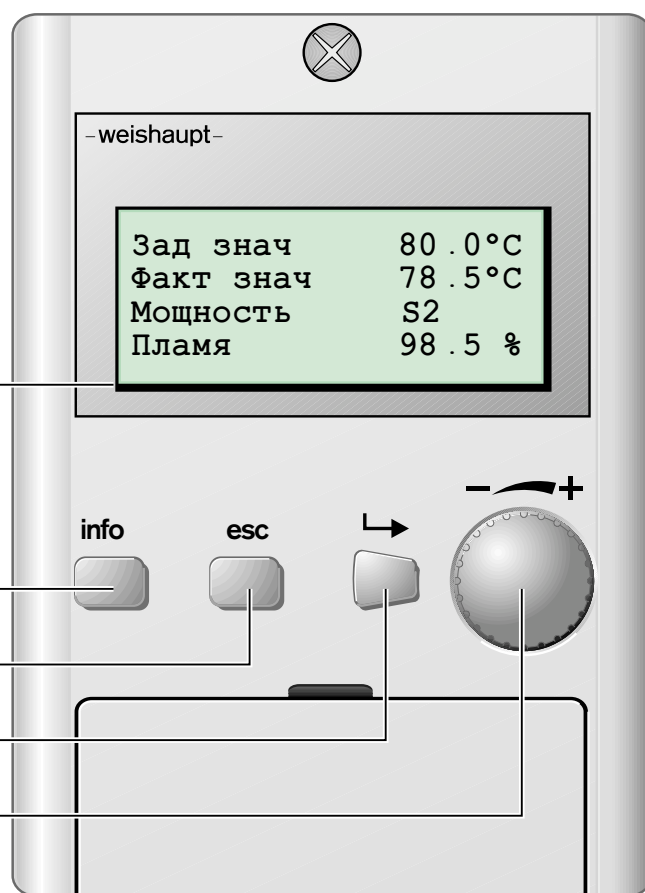 -weishaupt-
Зад знач 80.0°C
Факт знач 78.5°C
Мощность S2
Пламя 98.5 %
info esc